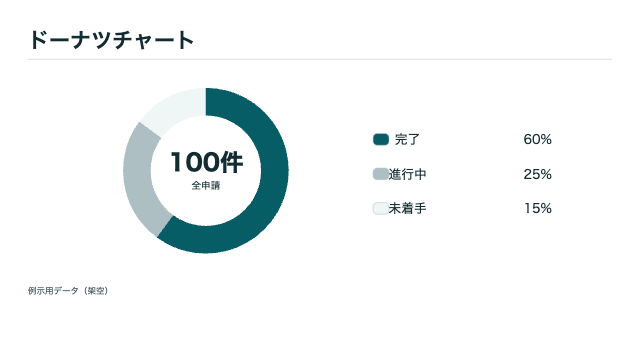 ドーナツチャート
100件
全申請
完了 60%
進行中 25%
未着手 15%
例示用データ（架空）